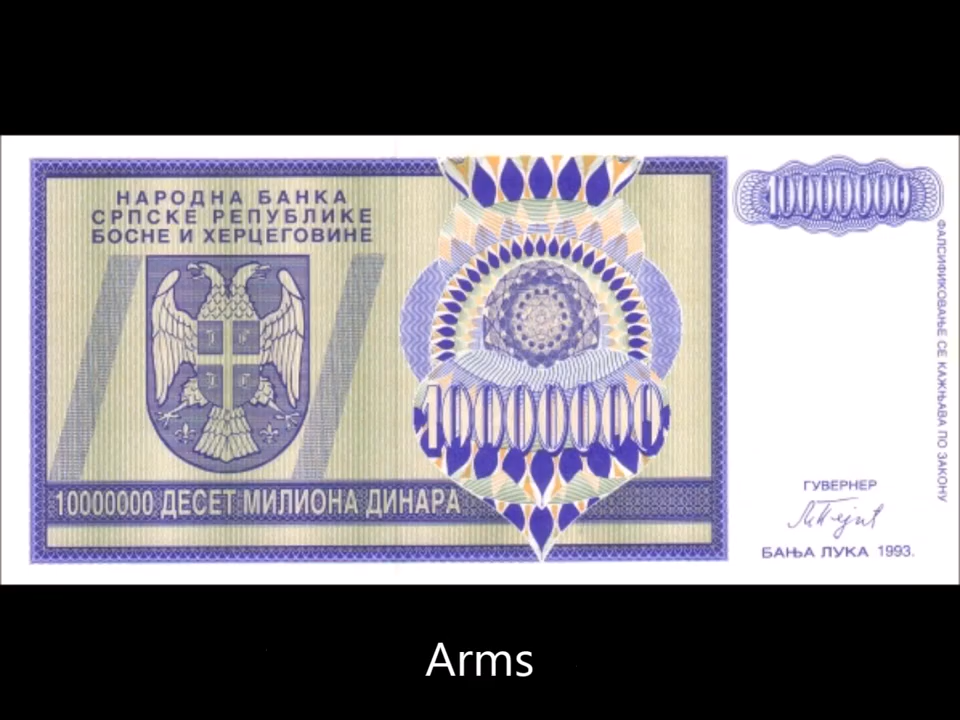 НАРОДНА БАНКА
СРПСКЕ РЕПУБЛИКЕ
БОСНЕ И ХЕРЦЕГОВИНЕ
10000000
10000000
10000000 ДЕСЕТ МИЛИОНА ДИНАРА
ФАЛСИФИКОВАЊЕ СЕ КАЖЊАВА ПО ЗАКОНУ
ГУВЕРНЕР
БАЊА ЛУКА 1993.
Arms